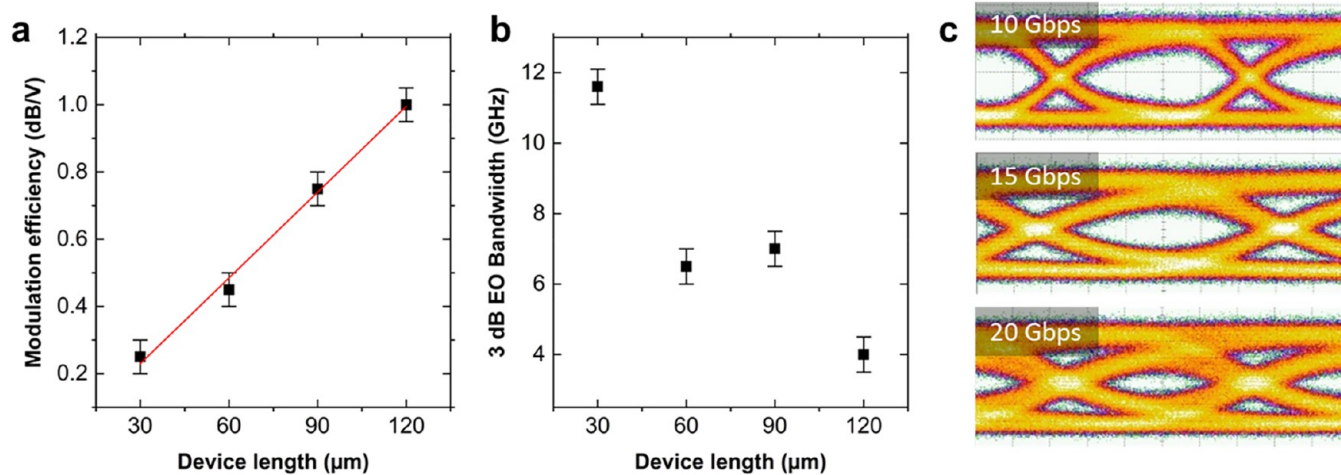 a
Modulation efficiency (dB/V)
1.2
1.0
0.8
0.6
0.4
0.2
30 60 90 120
Device length (µm)
b
3 dB EO Bandwiidth (GHz)
12
10
8
6
4
30 60 90 120
Device length (µm)
c
10 Gbps
15 Gbps
20 Gbps